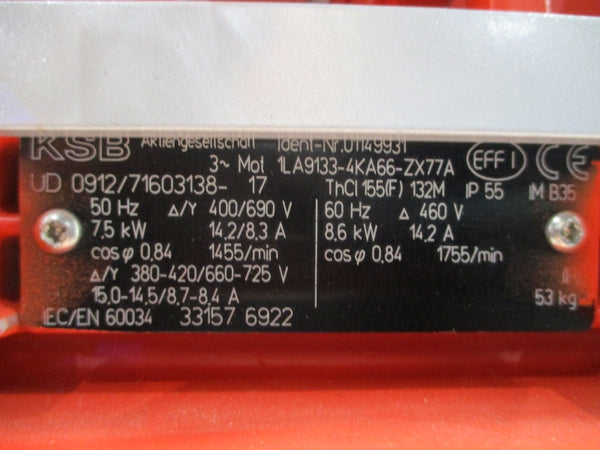 KSB Aktiengesellschaft Ident-Nr.01149931
3~ Mot 1LA9133-4KA66-ZX77A EFF1 CE
UD 0912/71603138- 17 ThCl 155(F) 132M IP 55 IM B35
50 Hz Δ/Y 400/690 V 60 Hz Δ 460 V
7.5 kW 14.2/8.3 A 8.6 kW 14.2 A
cos φ 0.84 1455/min cos φ 0.84 1755/min
Δ/Y 380-420/660-725 V
15.0-14.5/8.7-8.4 A 53 kg
IEC/EN 60034 33157 6922